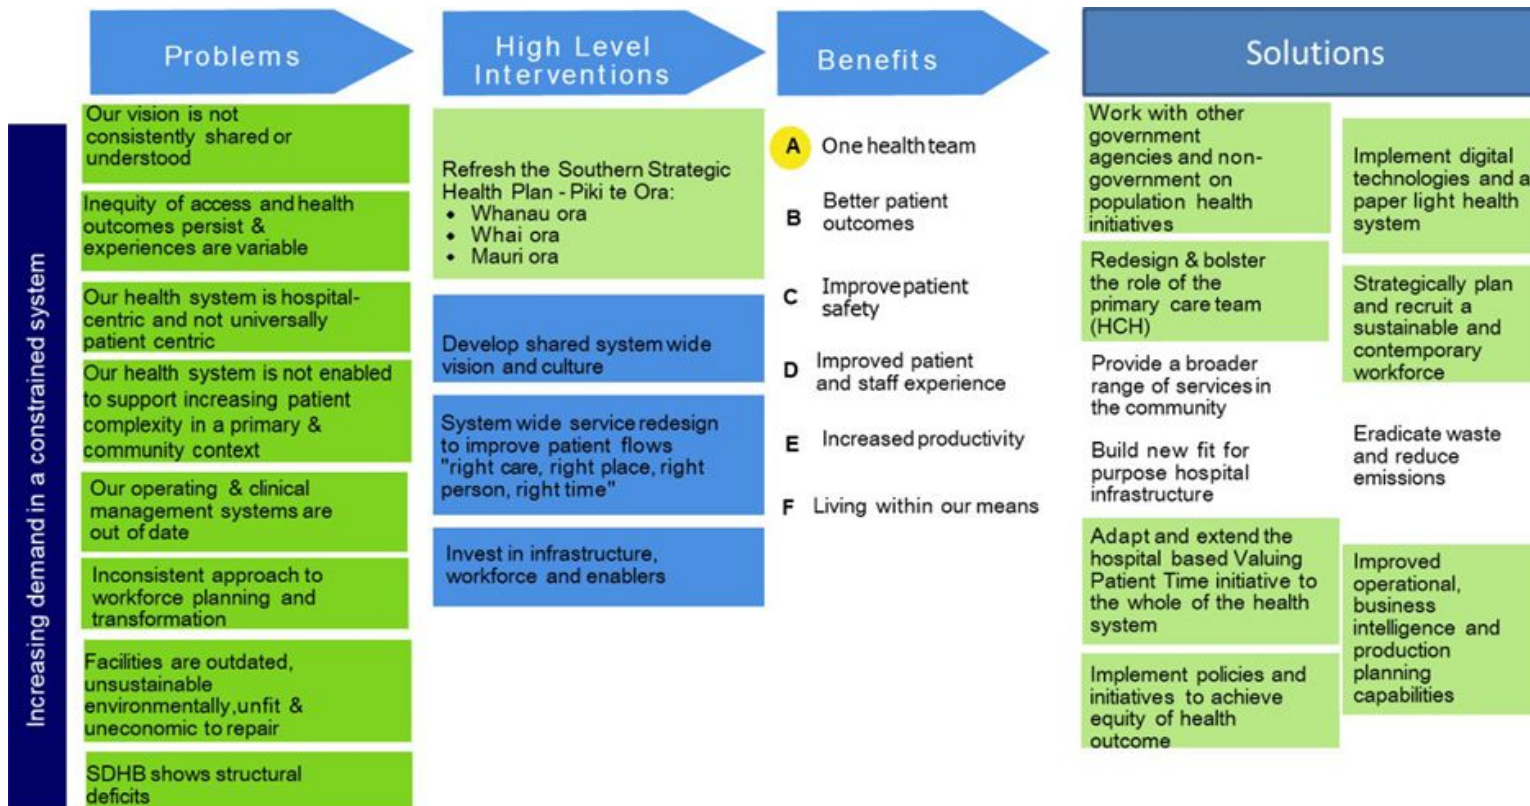 Problems
High Level
Interventions
Benefits
Solutions
Increasing demand in a constrained system
Our vision is not
consistently shared or
understood
Inequity of access and health
outcomes persist &
experiences are variable
Our health system is hospital-
centric and not universally
patient centric
Our health system is not enabled
to support increasing patient
complexity in a primary &
community context
Our operating & clinical
management systems are
out of date
Inconsistent approach to
workforce planning and
transformation
Facilities are outdated,
unsustainable
environmentally,unfit &
uneconomic to repair
SDHB shows structural
deficits
Refresh the Southern Strategic
Health Plan - Piki te Ora:
• Whanau ora
• Whai ora
• Mauri ora
Develop shared system wide
vision and culture
System wide service redesign
to improve patient flows
"right care, right place, right
person, right time"
Invest in infrastructure,
workforce and enablers
A One health team
B Better patient
outcomes
C Improve patient
safety
D Improved patient
and staff experience
E Increased productivity
F Living within our means
Work with other
government
agencies and non-
government on
population health
initiatives
Redesign & bolster
the role of the
primary care team
(HCH)
Provide a broader
range of services in
the community
Build new fit for
purpose hospital
infrastructure
Adapt and extend the
hospital based Valuing
Patient Time initiative to
the whole of the health
system
Implement policies and
initiatives to achieve
equity of health
outcome
Implement digital
technologies and a
paper light health
system
Strategically plan
and recruit a
sustainable and
contemporary
workforce
Eradicate waste
and reduce
emissions
Improved
operational,
business
intelligence and
production
planning
capabilities